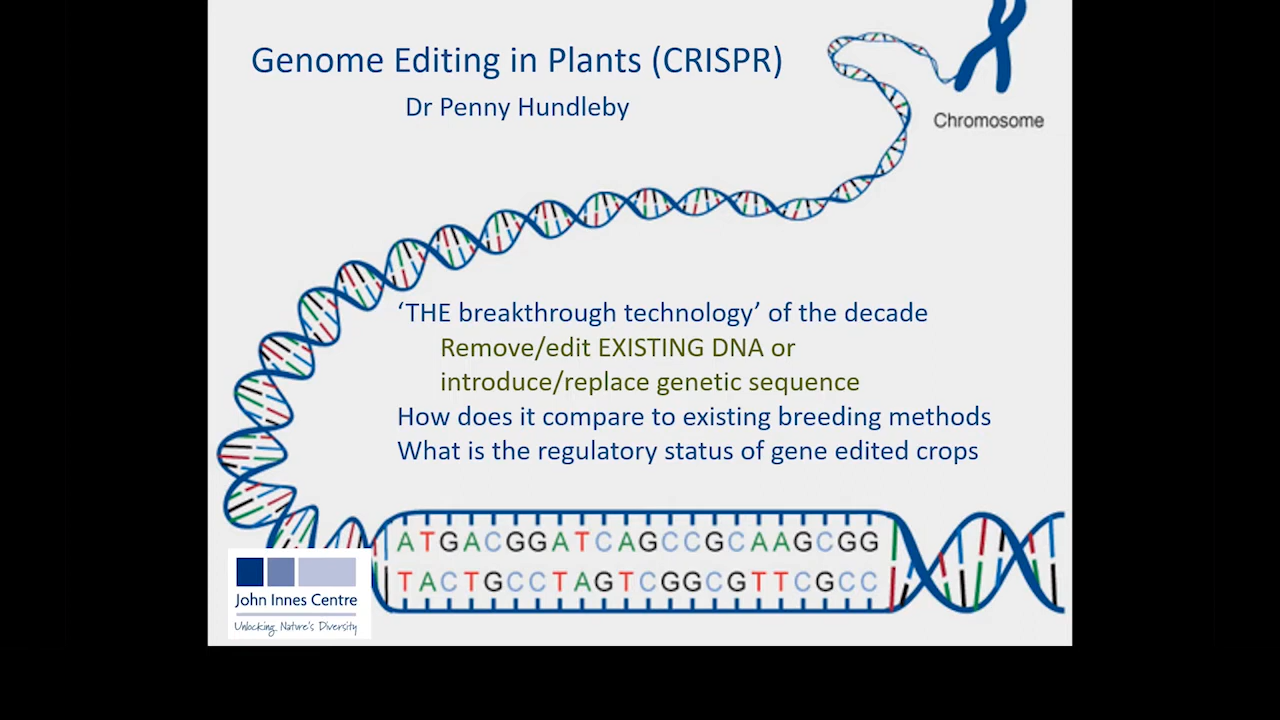 Genome Editing in Plants (CRISPR)
Dr Penny Hundleby
Chromosome
‘THE breakthrough technology’ of the decade
Remove/edit EXISTING DNA or
introduce/replace genetic sequence
How does it compare to existing breeding methods
What is the regulatory status of gene edited crops
ATGACGGATCAGCCGCAAGCGG
TACTGCCTAGTCGGCGTTCGCC
John Innes Centre
Unlocking Nature's Diversity